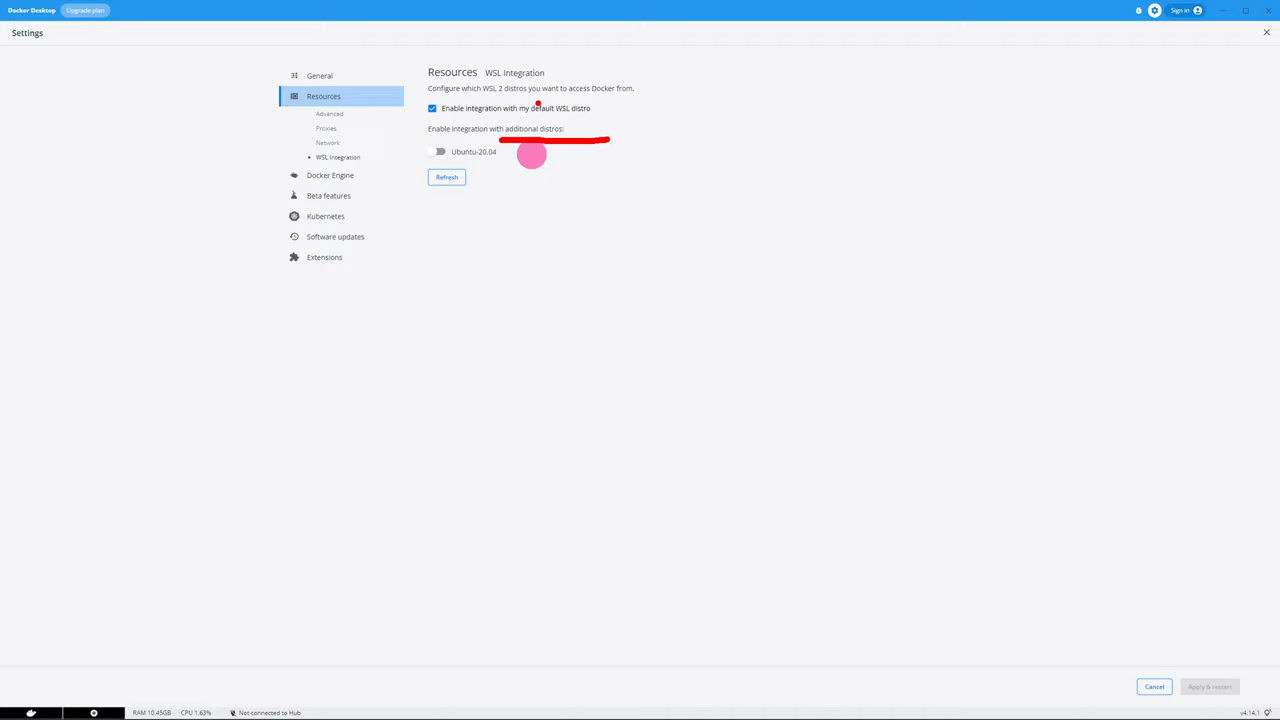 Docker Desktop Upgrade plan Sign in
Settings
General
Resources
Advanced
Proxies
Network
WSL Integration
Docker Engine
Beta features
Kubernetes
Software updates
Extensions
Resources WSL Integration
Configure which WSL 2 distros you want to access Docker from.
Enable integration with my default WSL distro
Enable integration with additional distros:
Ubuntu-20.04
Refresh
Cancel Apply & restart
RAM 10.45GB CPU 1.63% Not connected to Hub v4.14.1